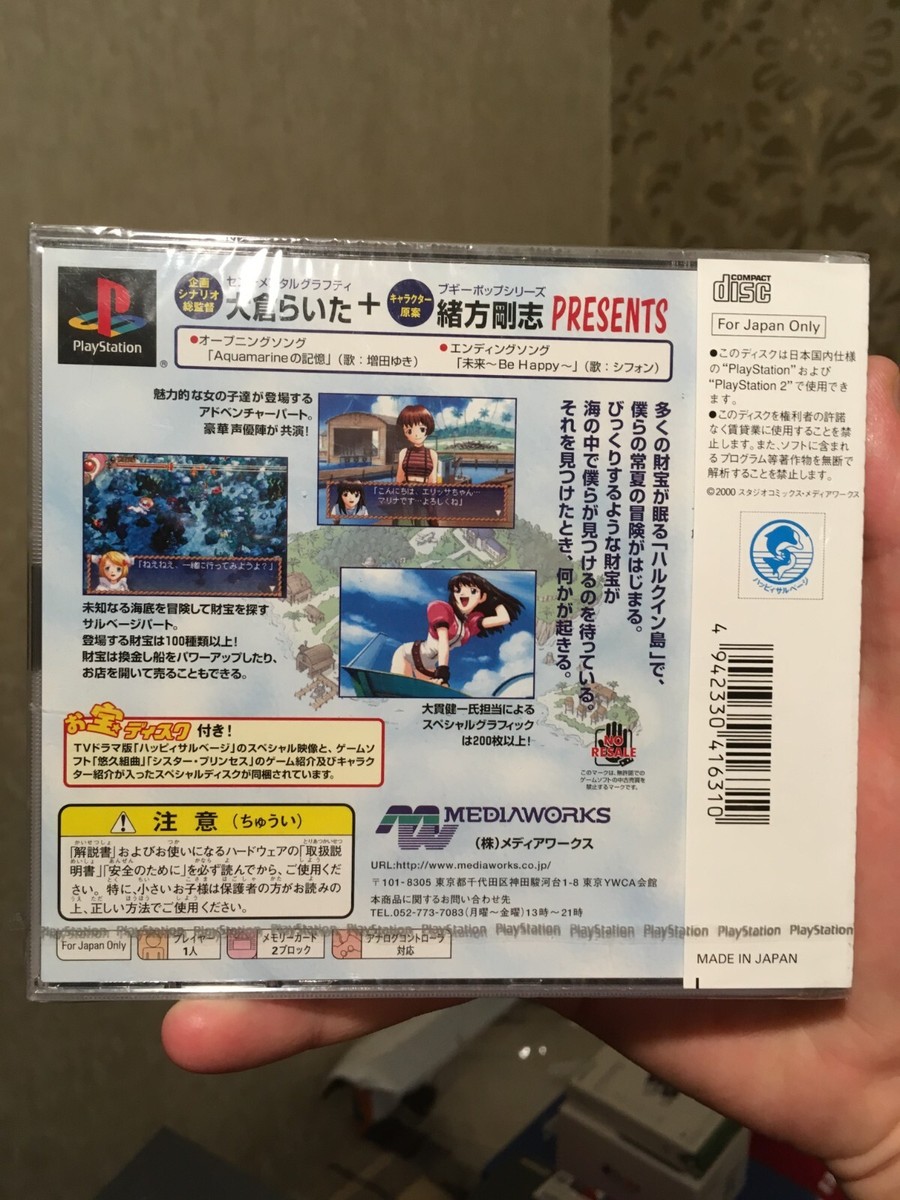 PlayStation
®
企画
シナリオ
総監督
センチメンタルグラフティ
大倉らいた
+
キャラクター
原案
ブギーポップシリーズ
緒方剛志
PRESENTS
●オープニングソング
「Aquamarineの記憶」(歌:増田ゆき)
●エンディングソング
「未来〜Be Happy〜」(歌:シフォン)
魅力的な女の子達が登場する
アドベンチャーパート。
豪華声優陣が共演!
「こんにちは、エリッサちゃん…
マリナです…よろしくね」
「ねえねえ、一緒に行ってみようよ?」
多くの財宝が眠る「ハルクイン島」で、
僕らの常夏の冒険がはじまる。
びっくりするような財宝が
海の中で僕らが見つけるのを待っている。
それを見つけたとき、何かが起きる。
未知なる海底を冒険して財宝を探す
サルベージパート。
登場する財宝は100種類以上!
財宝は換金し船をパワーアップしたり、
お店を開いて売ることもできる。
大貫健一氏担当による
スペシャルグラフィック
は200枚以上!
お宝ディスク付き!
TVドラマ版「ハッピィサルベージ」のスペシャル映像と、ゲームソ
フト「悠久組曲」「シスター・プリンセス」のゲーム紹介及びキャラク
ター紹介が入ったスペシャルディスクが同梱されています。
NO
RESALE
このマークは、無許諾での
ゲームソフトの中古売買を
禁止するマークです。
注意(ちゅうい)
「解説書」およびお使いになるハードウェアの「取扱説
明書」「安全のために」を必ず読んでから、ご使用くだ
さい。特に、小さいお子様は保護者の方がお読みの
上、正しい方法でご使用ください。
MEDIAWORKS
(株)メディアワークス
URL:http://www.mediaworks.co.jp/
〒101-8305 東京都千代田区神田駿河台1-8 東京YWCA会館
本商品に関するお問い合わせ先
TEL.052-773-7083(月曜〜金曜)13時〜21時
For Japan Only
プレイヤー
1人
メモリーカード
2ブロック
アナログコントローラ
対応
PlayStation PlayStation PlayStation PlayStation PlayStation PlayStation PlayStation PlayStation PlayStation PlayStation PlayStation
COMPACT
disc
For Japan Only
●このディスクは日本国内仕様
の"PlayStation"および
"PlayStation 2"で使用でき
ます。
●このディスクを権利者の許諾
なく賃貸業に使用することを禁
止します。また、ソフトに含まれ
るプログラム等著作物を無断で
解析することを禁止します。
©2000 スタジオコミックス・メディアワークス
ハッピィサルベージ
4 942330 416310
MADE IN JAPAN